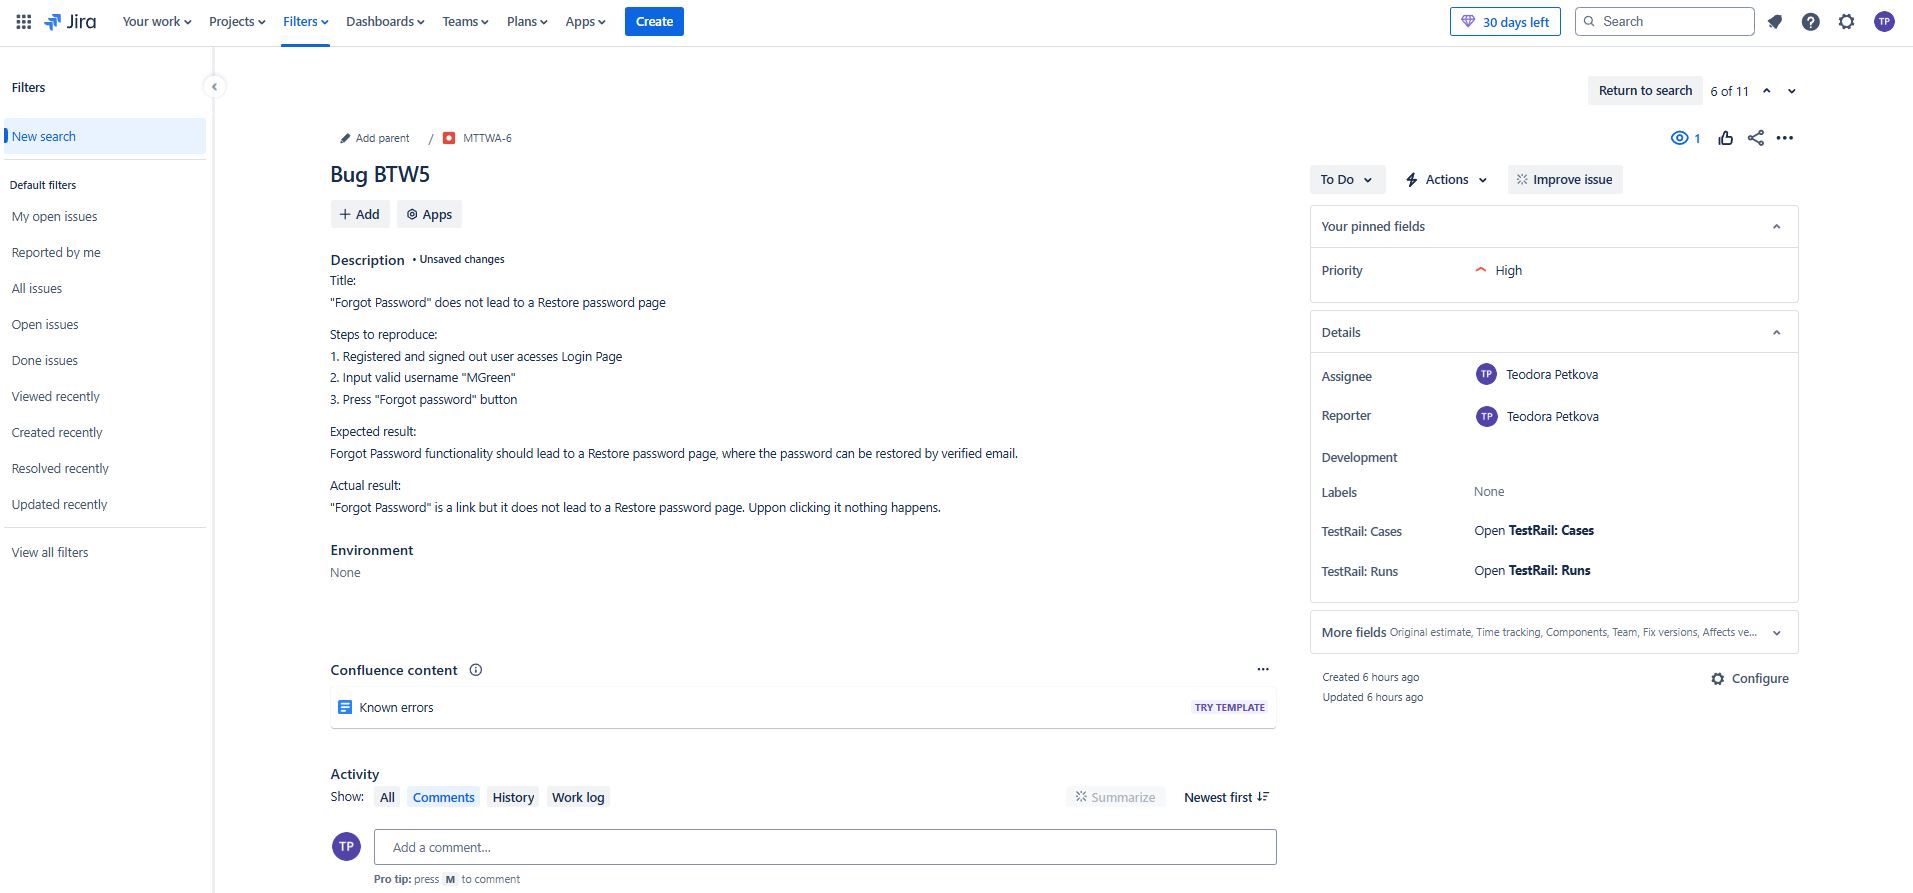 Jira
Your work Projects Filters Dashboards Teams Plans Apps Create 30 days left Search TP
Filters
New search
Default filters
My open issues
Reported by me
All issues
Open issues
Done issues
Viewed recently
Created recently
Resolved recently
Updated recently
View all filters
Return to search 6 of 11
Add parent / MTTWA-6
1
Bug BTW5
Add Apps
Description • Unsaved changes
Title:
"Forgot Password" does not lead to a Restore password page
Steps to reproduce:
1. Registered and signed out user acesses Login Page
2. Input valid username "MGreen"
3. Press "Forgot password" button
Expected result:
Forgot Password functionality should lead to a Restore password page, where the password can be restored by verified email.
Actual result:
"Forgot Password" is a link but it does not lead to a Restore password page. Uppon clicking it nothing happens.
Environment
None
Confluence content
Known errors TRY TEMPLATE
Activity
Show: All Comments History Work log Summarize Newest first
TP Add a comment...
Pro tip: press M to comment
To Do Actions Improve issue
Your pinned fields
Priority High
Details
Assignee TP Teodora Petkova
Reporter TP Teodora Petkova
Development
Labels None
TestRail: Cases Open TestRail: Cases
TestRail: Runs Open TestRail: Runs
More fields Original estimate, Time tracking, Components, Team, Fix versions, Affects ve...
Created 6 hours ago
Updated 6 hours ago
Configure